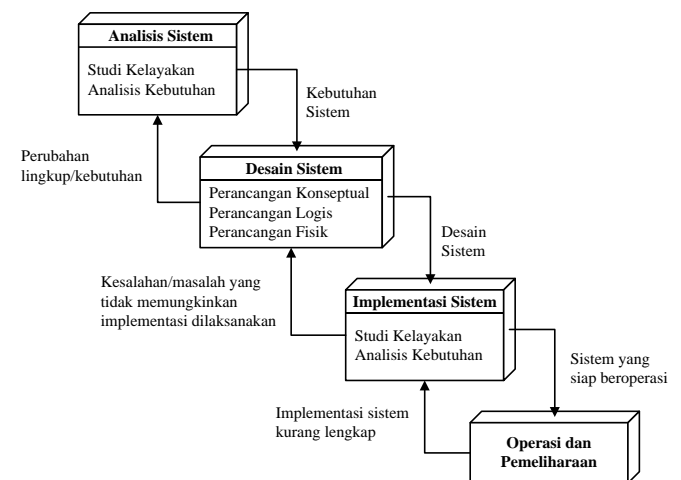 Analisis Sistem
Studi Kelayakan
Analisis Kebutuhan
Kebutuhan
Sistem
Perubahan
lingkup/kebutuhan
Desain Sistem
Perancangan Konseptual
Perancangan Logis
Perancangan Fisik
Desain
Sistem
Kesalahan/masalah yang
tidak memungkinkan
implementasi dilaksanakan
Implementasi Sistem
Studi Kelayakan
Analisis Kebutuhan
Sistem yang
siap beroperasi
Implementasi sistem
kurang lengkap
Operasi dan
Pemeliharaan